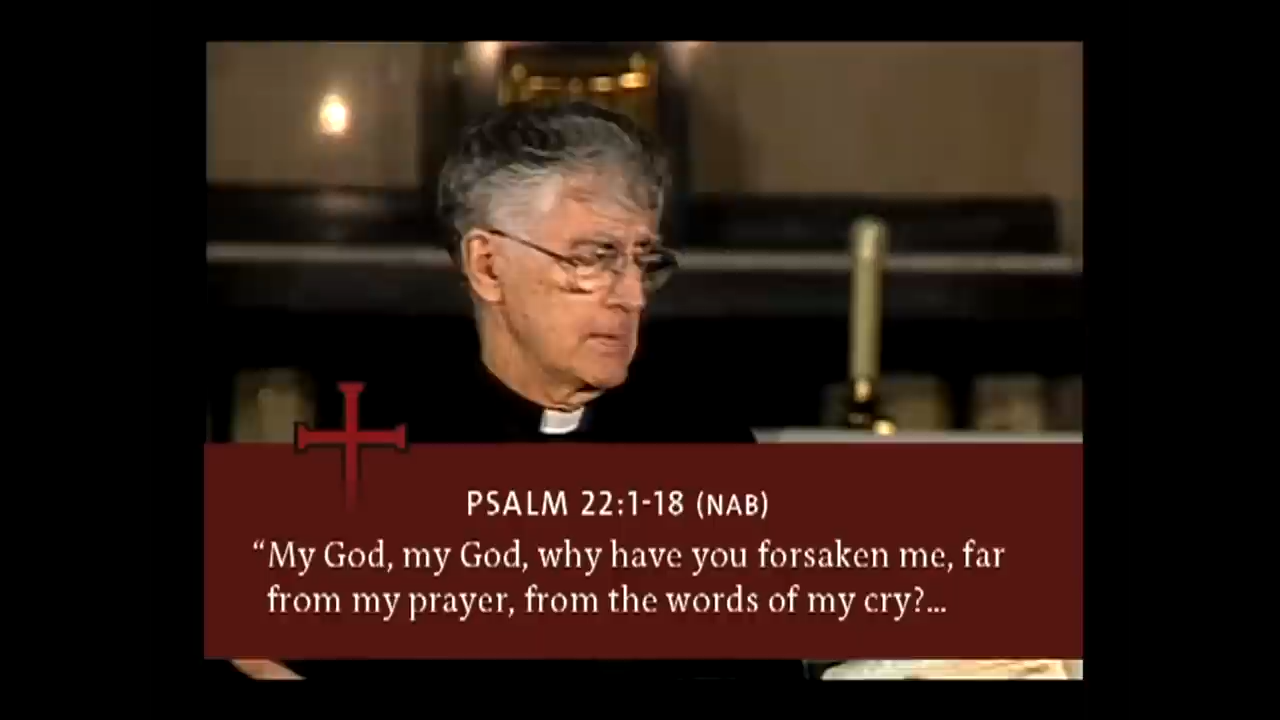 PSALM 22:1-18 (NAB)
“My God, my God, why have you forsaken me, far
from my prayer, from the words of my cry?...